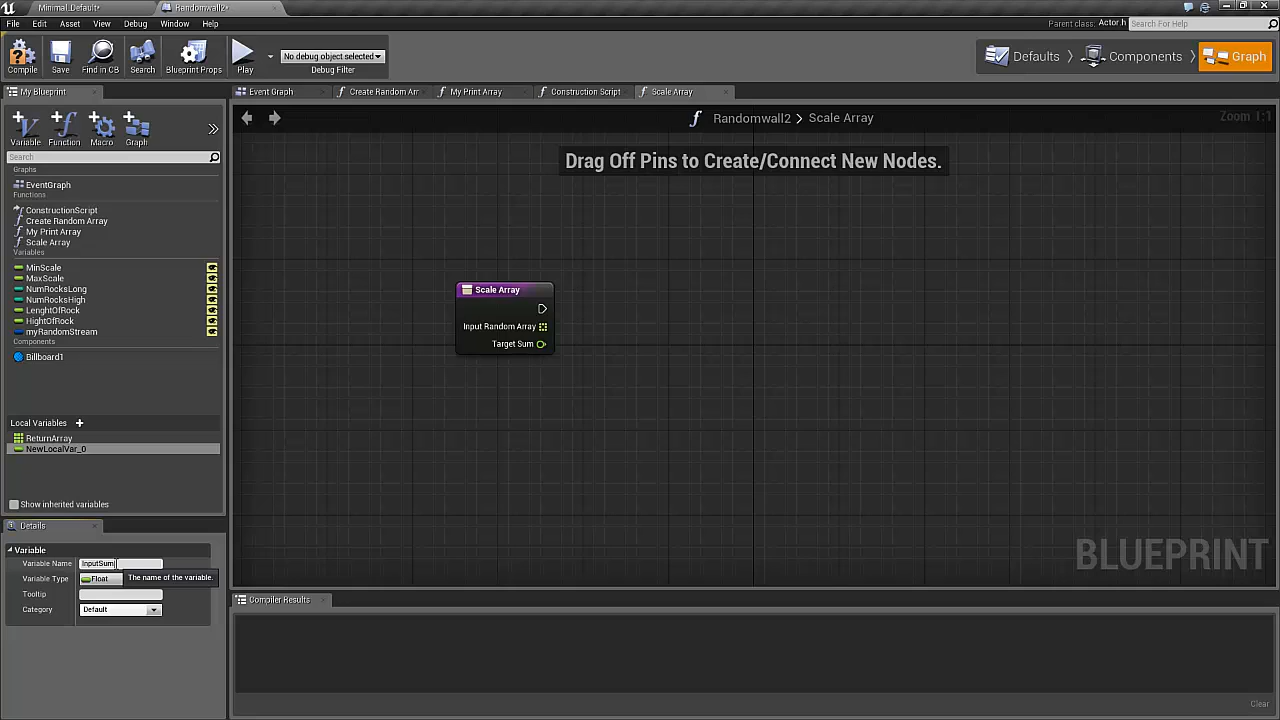 Minimal_Default*
Randomwall2*
File Edit Asset View Debug Window Help
Parent class: Actor.h
Search For Help
Compile
Save
Find in CB
Search
Blueprint Props
Play
No debug object selected
Debug Filter
Defaults
Components
Graph
My Blueprint
Event Graph
Create Random Arr
My Print Array
Construction Script
Scale Array
Variable
Function
Macro
Graph
Randomwall2 > Scale Array
Zoom 1:1
Search
Drag Off Pins to Create/Connect New Nodes.
Graphs
EventGraph
Functions
ConstructionScript
Create Random Array
My Print Array
Scale Array
Variables
MinScale
MaxScale
NumRocksLong
NumRocksHigh
LenghtOfRock
HightOfRock
myRandomStream
Components
Billboard1
Scale Array
Input Random Array
Target Sum
Local Variables +
ReturnArray
NewLocalVar_0
Show inherited variables
Details
Variable
Variable Name InputSum
Variable Type Float
The name of the variable.
Tooltip
Category Default
BLUEPRINT
Compiler Results
Clear